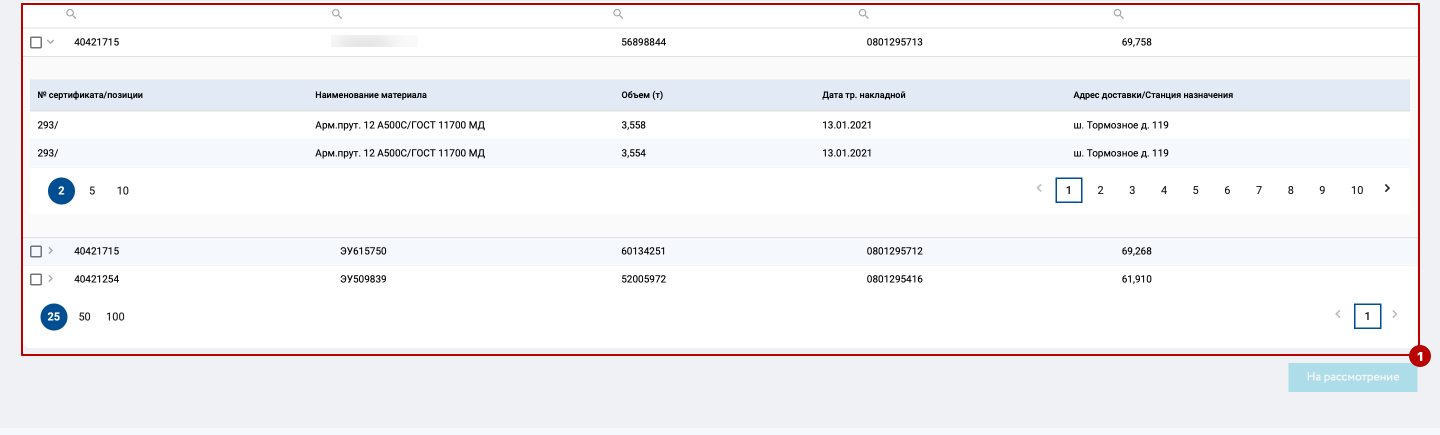 40421715 56898844 0801295713 69,758
№ сертификата/позиции Наименование материала Объем (т) Дата тр. накладной Адрес доставки/Станция назначения
293/ Арм.прут. 12 А500С/ГОСТ 11700 МД 3,558 13.01.2021 ш. Тормозное д. 119
293/ Арм.прут. 12 А500С/ГОСТ 11700 МД 3,554 13.01.2021 ш. Тормозное д. 119
2 5 10 1 2 3 4 5 6 7 8 9 10
40421715 ЭУ615750 60134251 0801295712 69,268
40421254 ЭУ509839 52005972 0801295416 61,910
25 50 100 1
1
На рассмотрение